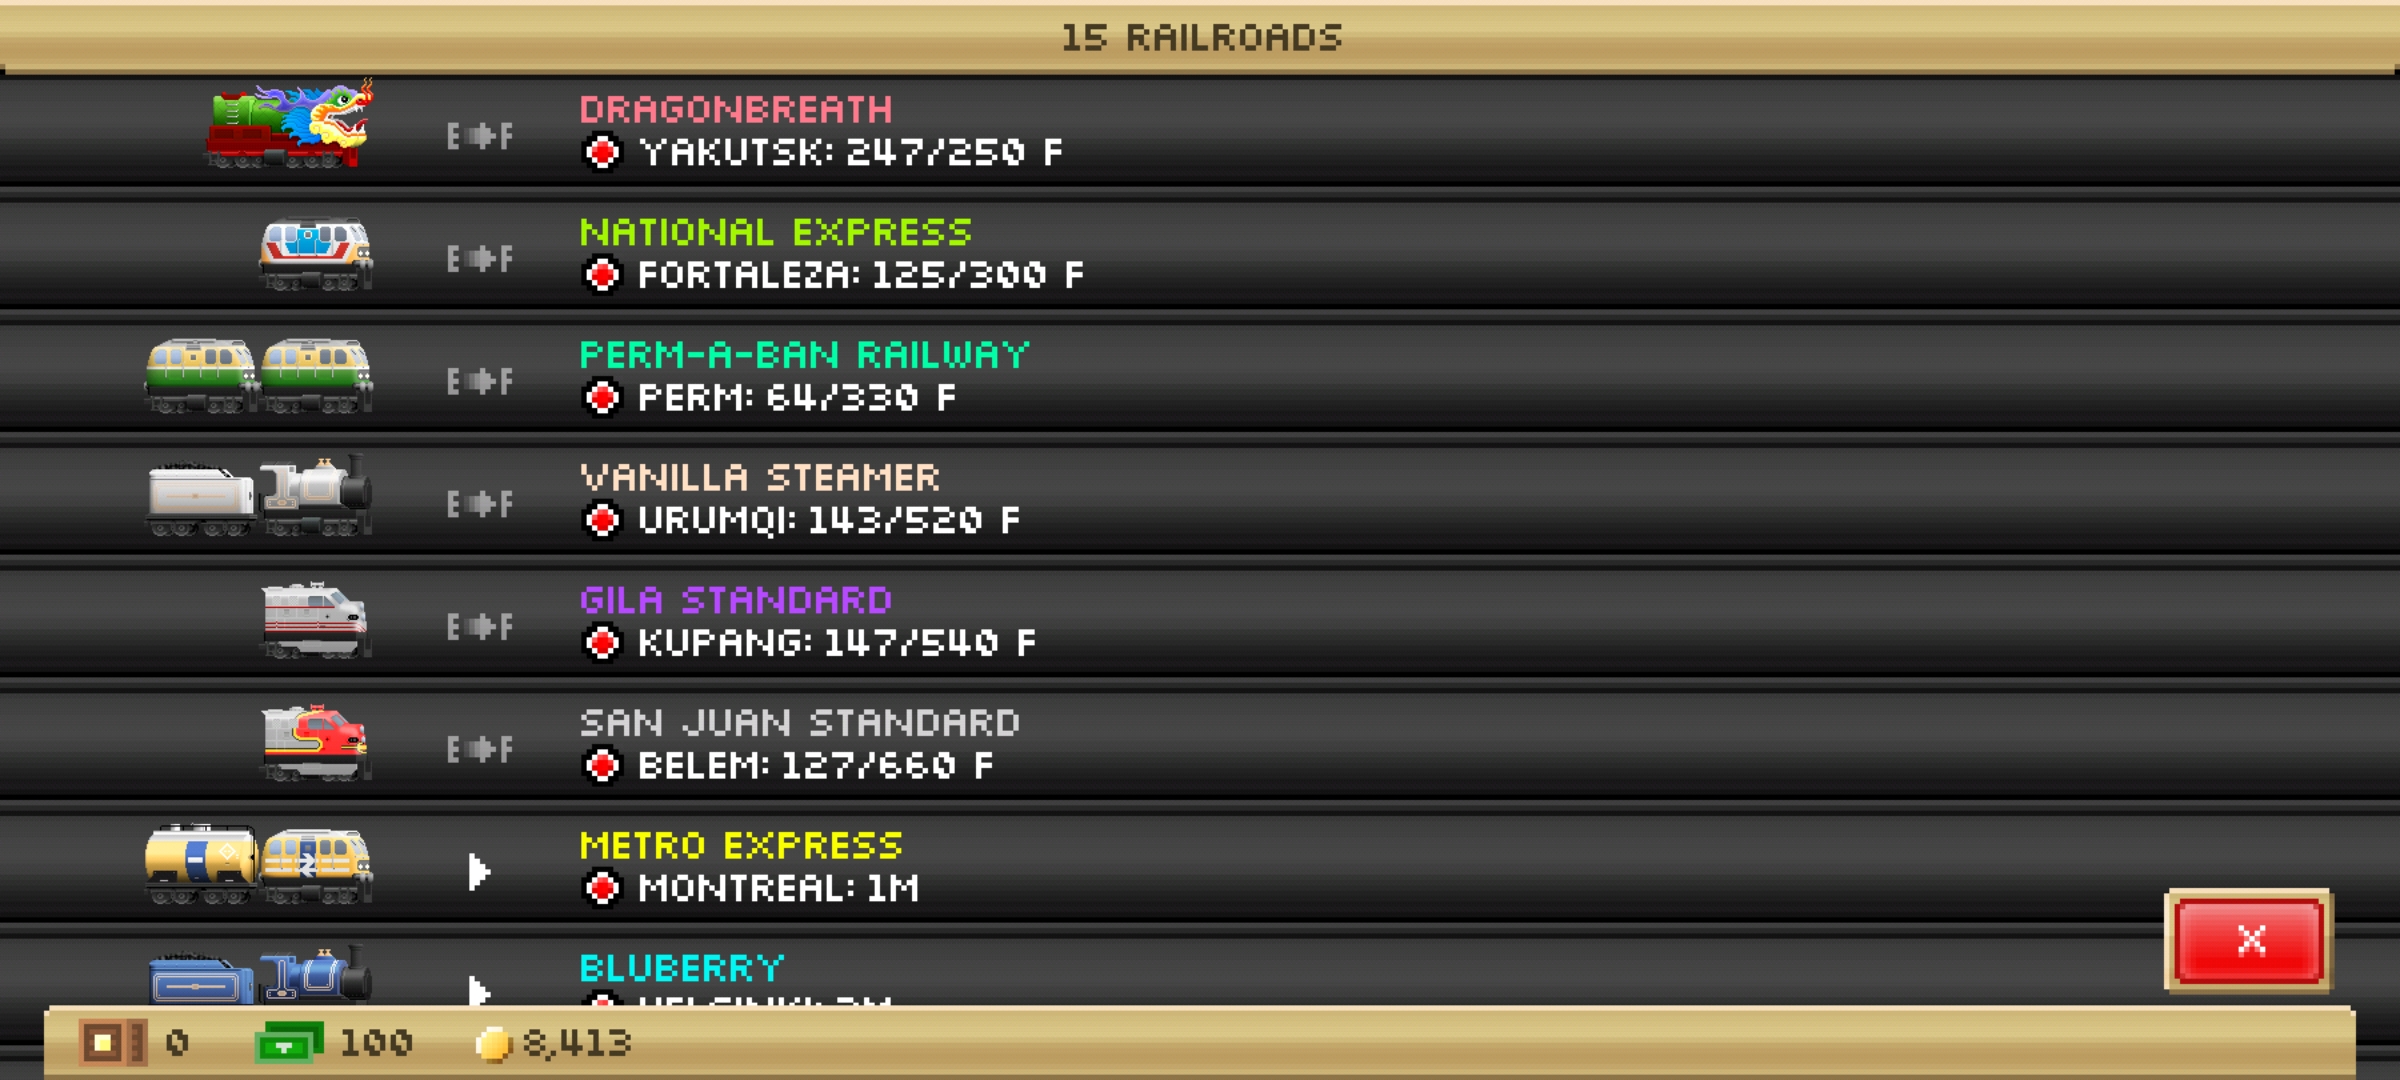 15 RAILROADS
E F DRAGONBREATH
YAKUTSK: 247/250 F
E F NATIONAL EXPRESS
FORTALEZA: 125/300 F
E F PERM-A-BAN RAILWAY
PERM: 64/330 F
E F VANILLA STEAMER
URUMQI: 143/520 F
E F GILA STANDARD
KUPANG: 147/540 F
E F SAN JUAN STANDARD
BELEM: 127/660 F
METRO EXPRESS
MONTREAL: 1M
X
BLUBERRY
0 100 8,413